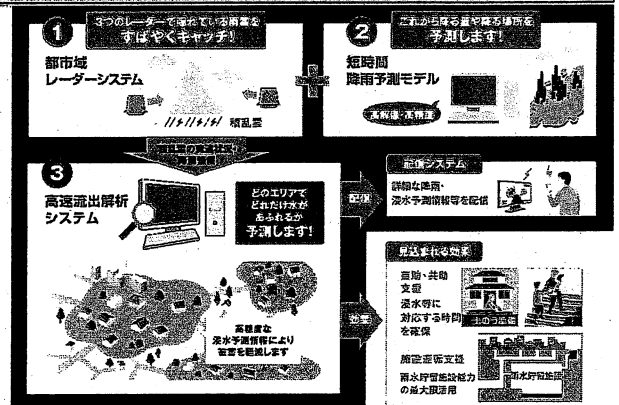 1
3つのレーダーで隠れている雨雲を
すばやくキャッチ!
都市域
レーダーシステム
積乱雲
2
これから降る量や降る場所を
予測します!
短時間
降雨予測モデル
高解像・高精度
3
高速流出解析
システム
どのエリアで
どれだけ水が
あふれるか
予測します!
高精度な
浸水予測情報により
被害を軽減します
配信
配信システム
詳細な降雨・
浸水予測情報等を配信
効果
見込まれる効果
自助・共助
支援
浸水等に
対応する時間
を確保
施設運転支援
雨水貯留施設能力
の最大限活用
雨水貯留施設